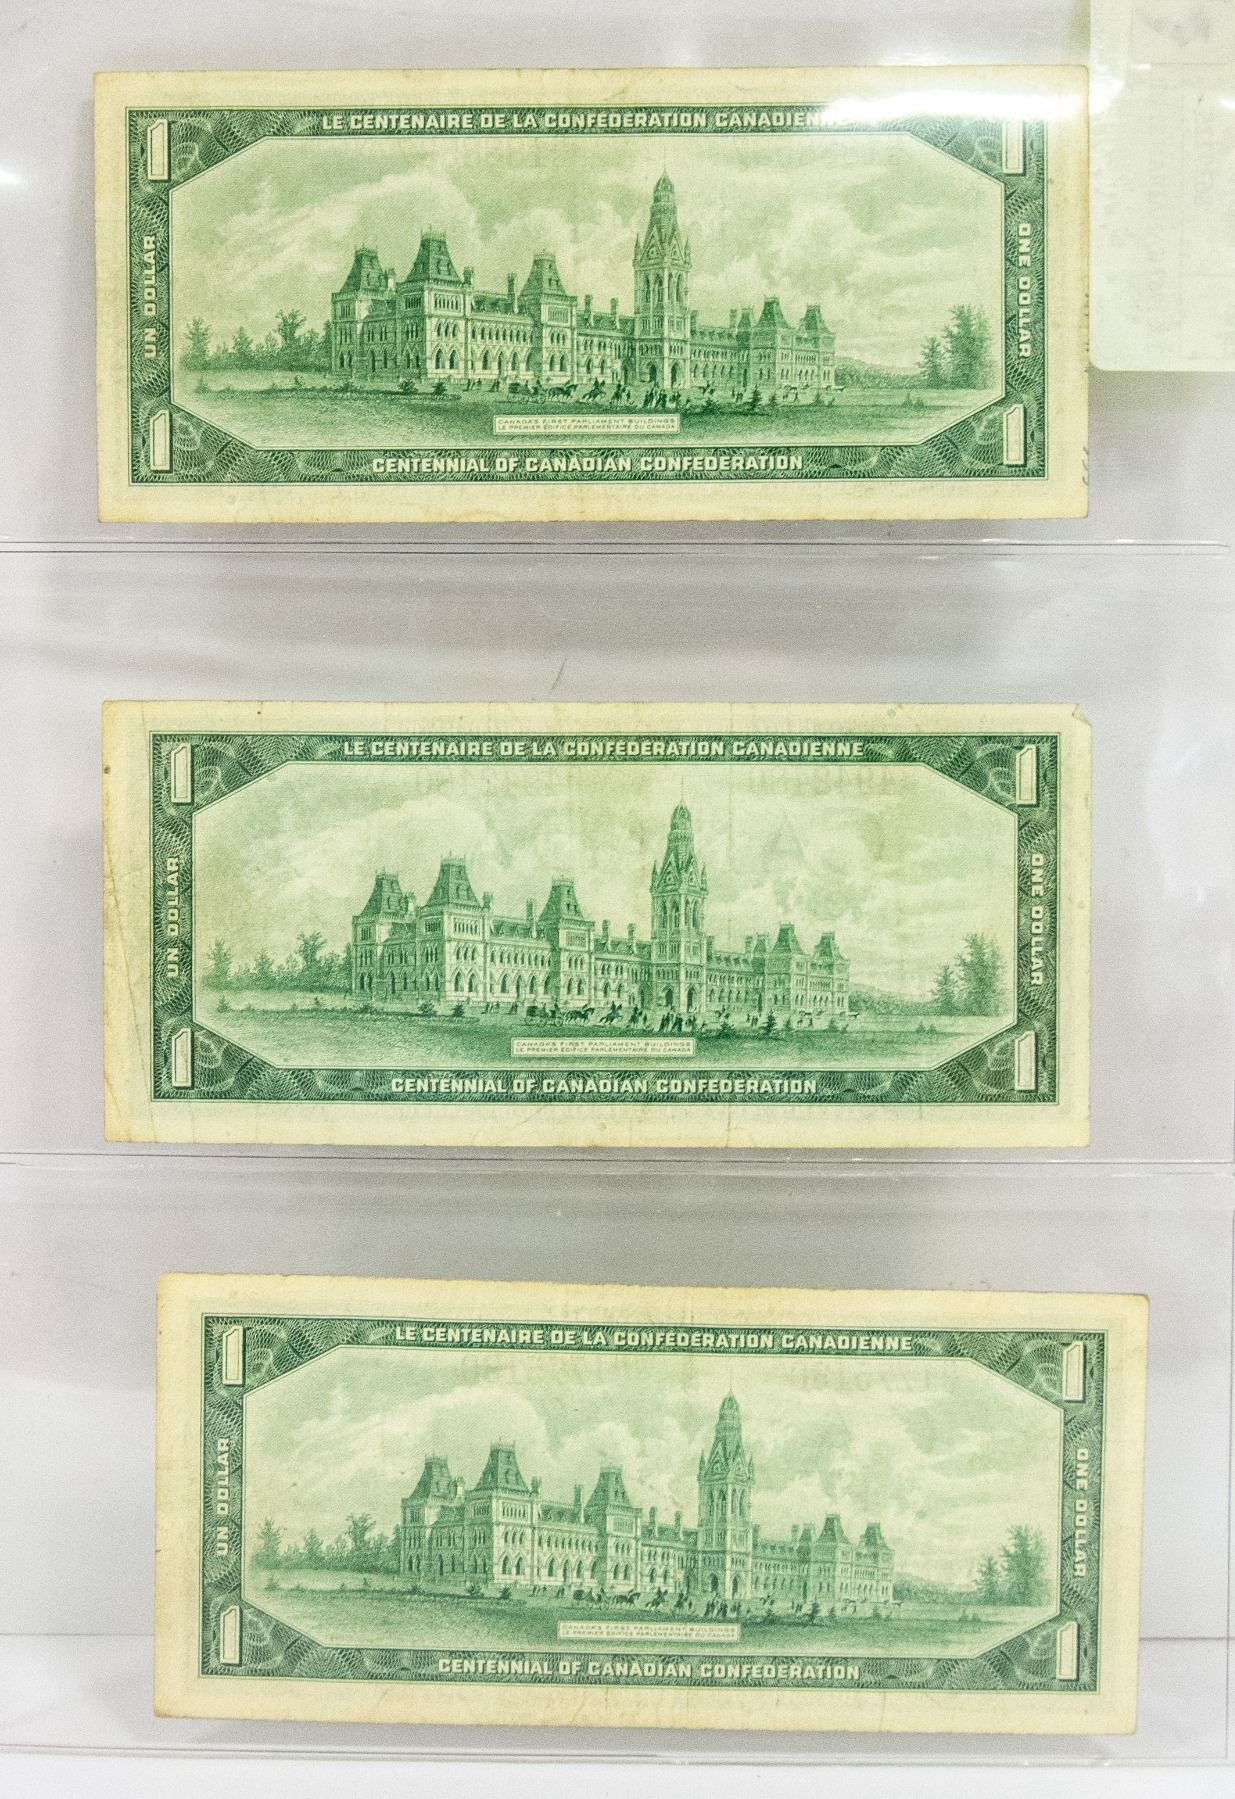 LE CENTENAIRE DE LA CONFÉDÉRATION CANADIENNE
1 1
UN DOLLAR
ONE DOLLAR
CANADA'S FIRST PARLIAMENT BUILDINGS
LE PREMIER ÉDIFICE PARLEMENTAIRE DU CANADA
1 1
CENTENNIAL OF CANADIAN CONFEDERATION
LE CENTENAIRE DE LA CONFÉDÉRATION CANADIENNE
1 1
UN DOLLAR
ONE DOLLAR
CANADA'S FIRST PARLIAMENT BUILDINGS
LE PREMIER ÉDIFICE PARLEMENTAIRE DU CANADA
1 1
CENTENNIAL OF CANADIAN CONFEDERATION
LE CENTENAIRE DE LA CONFÉDÉRATION CANADIENNE
1 1
UN DOLLAR
ONE DOLLAR
CANADA'S FIRST PARLIAMENT BUILDINGS
LE PREMIER ÉDIFICE PARLEMENTAIRE DU CANADA
1 1
CENTENNIAL OF CANADIAN CONFEDERATION